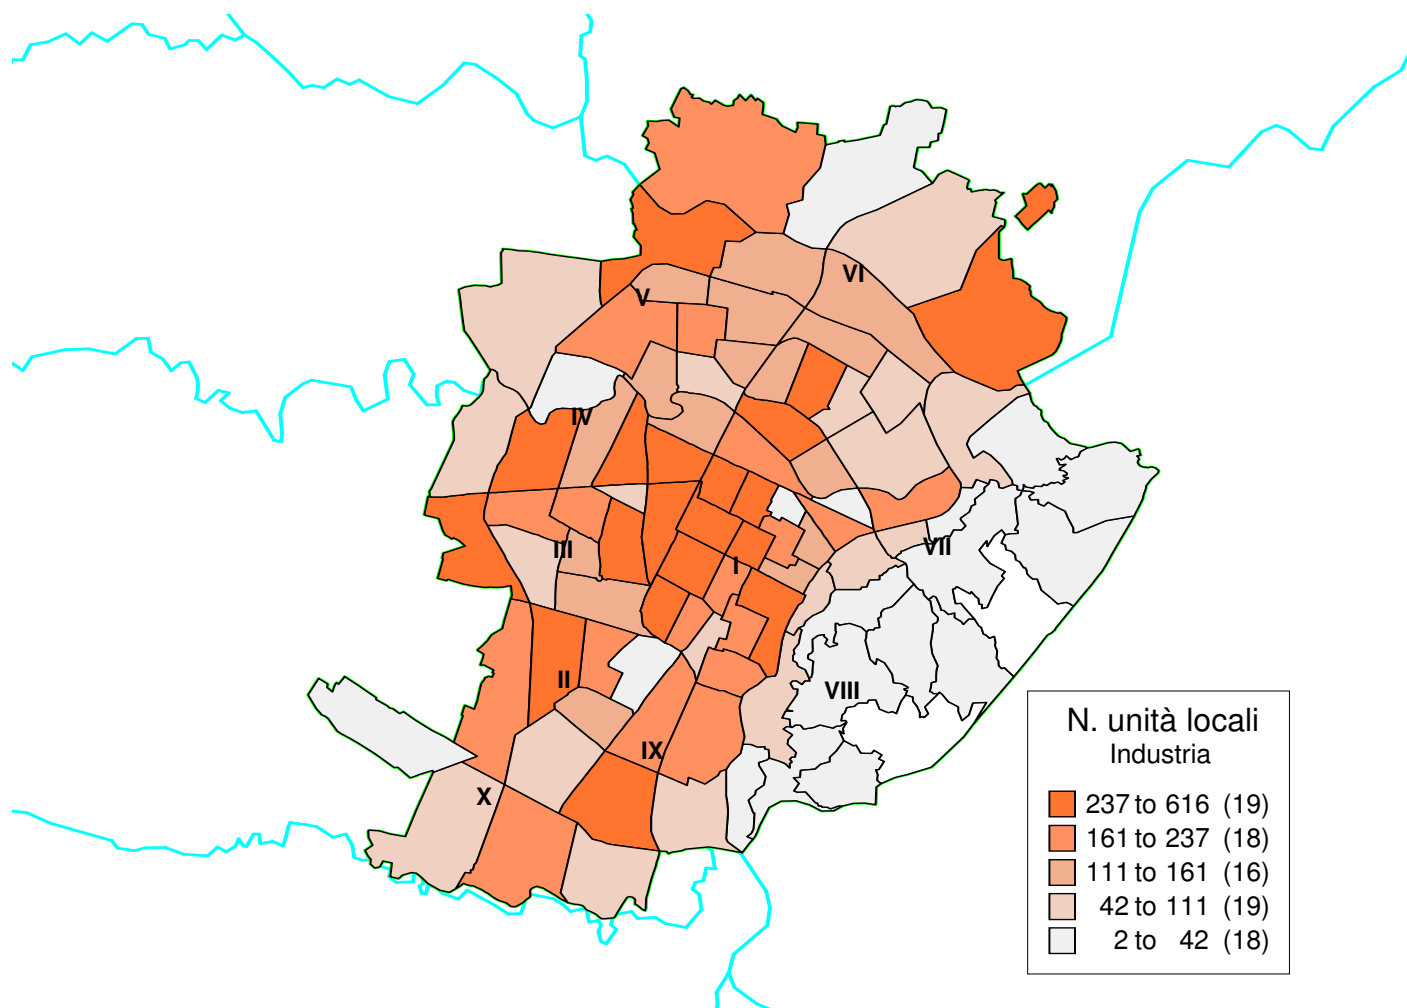 VI
V
IV
III
I
VII
II
VIII
IX
X
N. unità locali
Industria
237 to 616 (19)
161 to 237 (18)
111 to 161 (16)
42 to 111 (19)
2 to 42 (18)